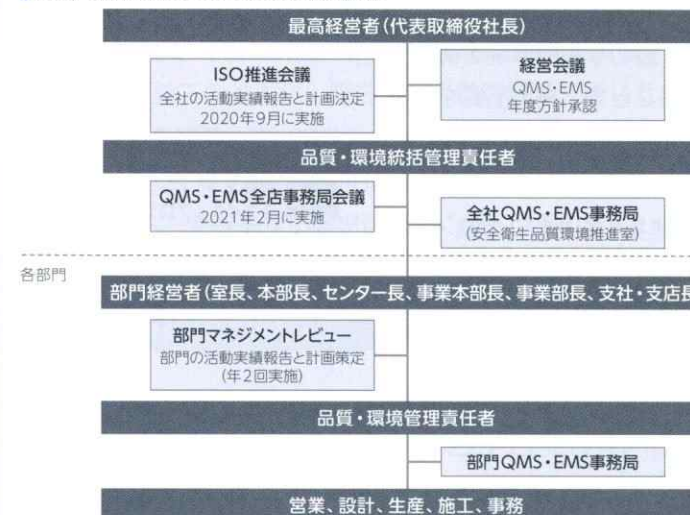 最高経営者(代表取締役社長)
ISO推進会議
全社の活動実績報告と計画決定
2020年9月に実施
経営会議
QMS・EMS
年度方針承認
品質・環境統括管理責任者
QMS・EMS全店事務局会議
2021年2月に実施
全社QMS・EMS事務局
(安全衛生品質環境推進室)
各部門
部門経営者(室長、本部長、センター長、事業本部長、事業部長、支社・支店長
部門マネジメントレビュー
部門の活動実績報告と計画策定
(年2回実施)
品質・環境管理責任者
部門QMS・EMS事務局
営業、設計、生産、施工、事務